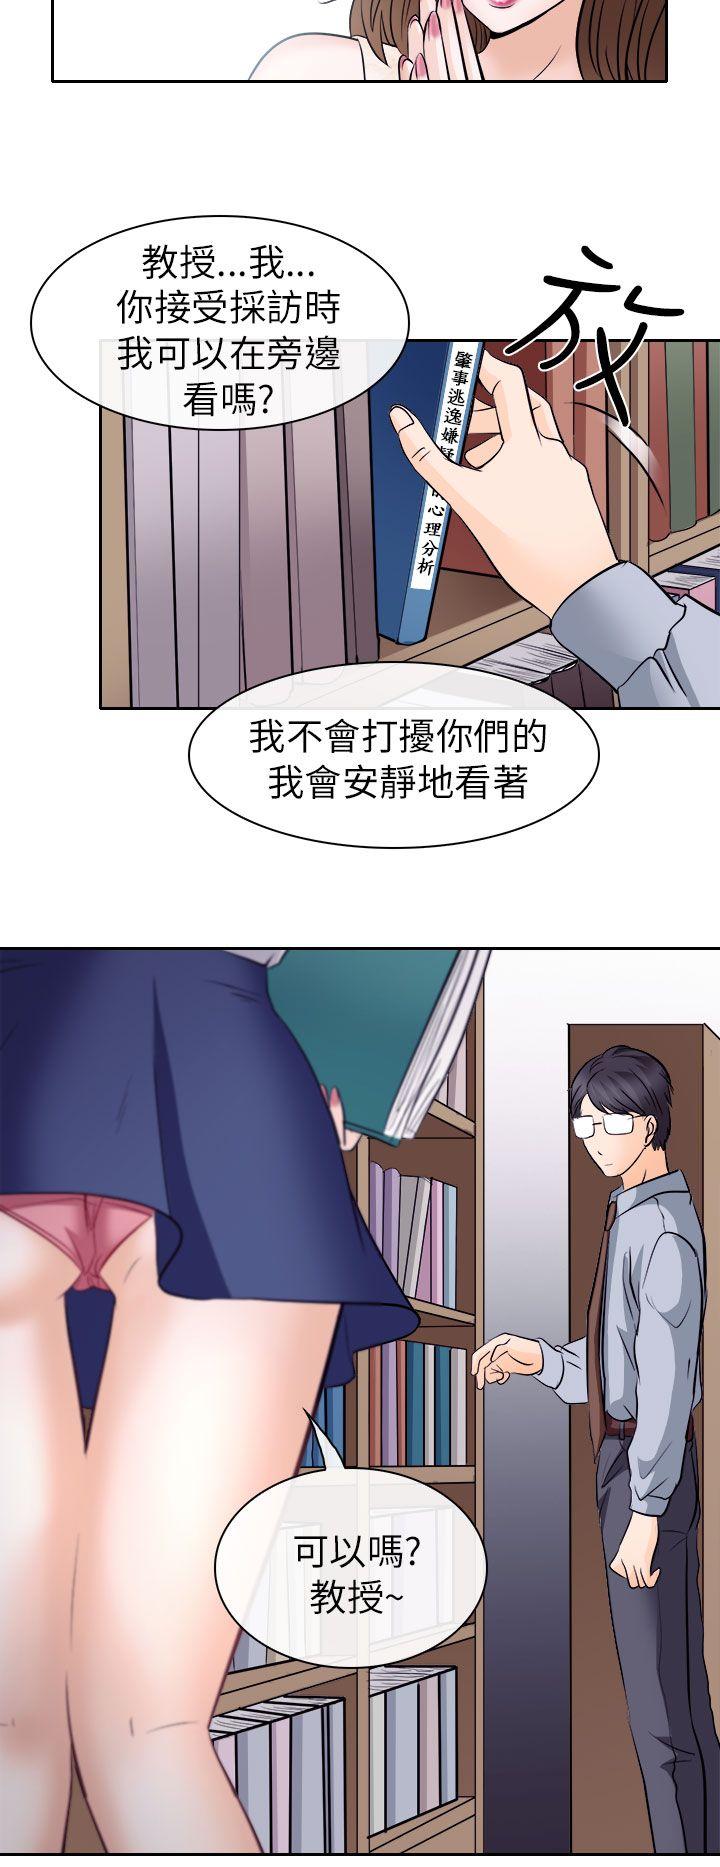 教授...我...
你接受採訪時
我可以在旁邊
看嗎?
放
肇事逃逸嫌疑
心理分析
我不會打擾你們的
我會安靜地看著
可以嗎?
教授~